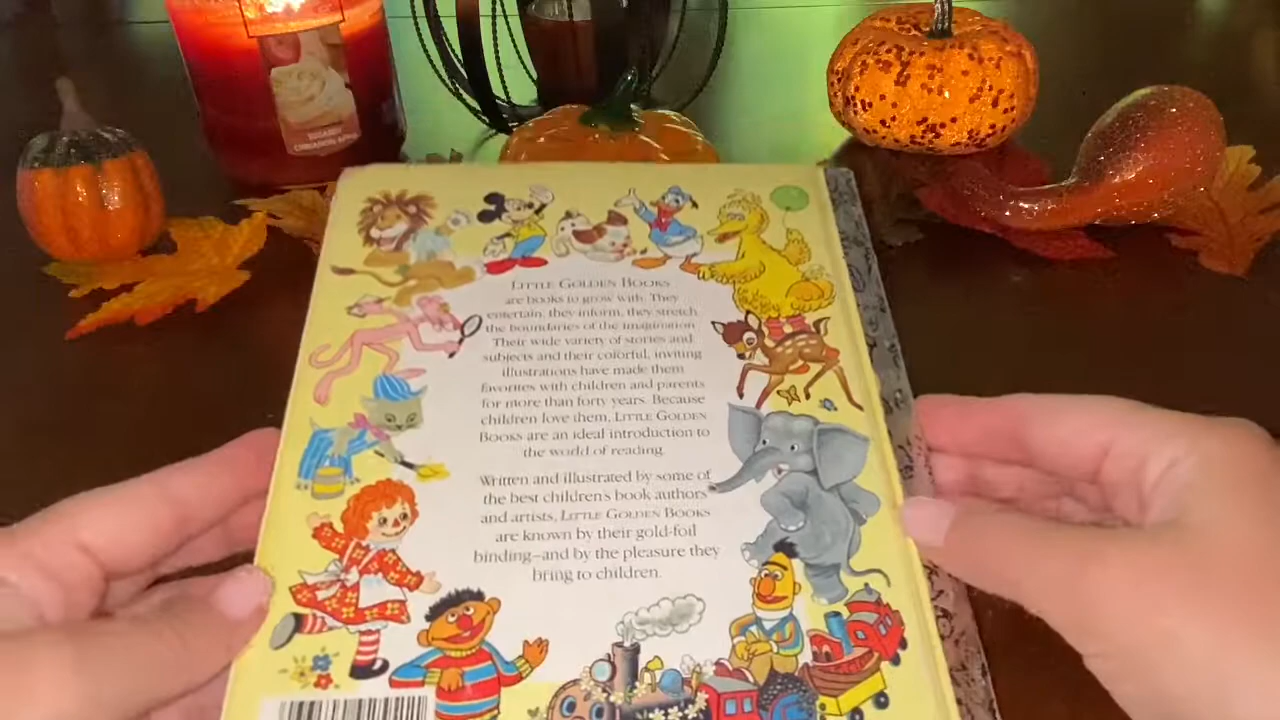 SUGARED
CINNAMON APPLE
LITTLE GOLDEN BOOKS
are books to grow with. They
entertain, they inform, they stretch
the boundaries of the imagination.
Their wide variety of stories and
subjects and their colorful, inviting
illustrations have made them
favorites with children and parents
for more than forty years. Because
children love them, LITTLE GOLDEN
BOOKS are an ideal introduction to
the world of reading.
Written and illustrated by some of
the best children's book authors
and artists, LITTLE GOLDEN BOOKS
are known by their gold-foil
binding—and by the pleasure they
bring to children.